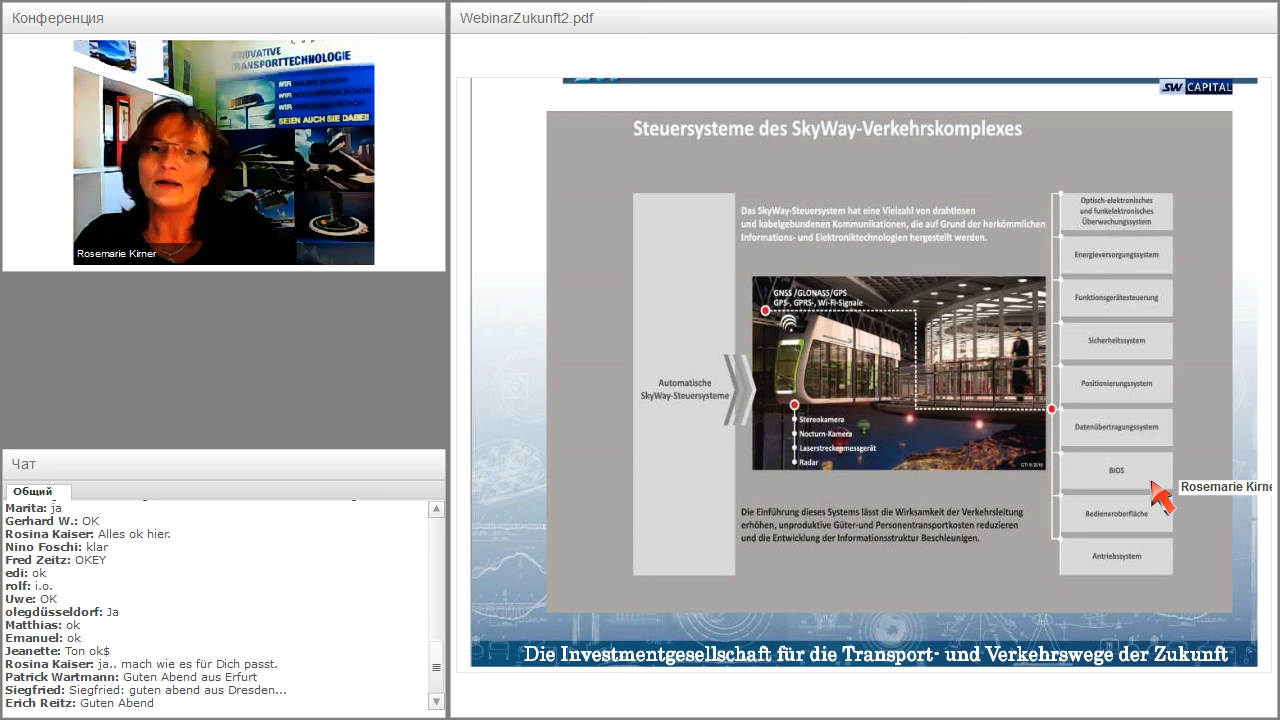 Конференция
INNOVATIVE
TRANSPORTTECHNOLOGIE
WIR
WIR
WIR
SEIEN AUCH SIE DABEI!
Rosemarie Kirner
Чат
Общий
Marita: ja
Gerhard W.: OK
Rosina Kaiser: Alles ok hier.
Nino Foschi: klar
Fred Zeitz: OKEY
edi: ok
rolf: i.o.
Uwe: OK
olegdüsseldorf: Ja
Matthias: ok
Emanuel: ok
Jeanette: Ton ok$
Rosina Kaiser: ja.. mach wie es für Dich passt.
Patrick Wartmann: Guten Abend aus Erfurt
Siegfried: Siegfried: guten abend aus Dresden...
Erich Reitz: Guten Abend
WebinarZukunft2.pdf
SW CAPITAL
Steuersysteme des SkyWay-Verkehrskomplexes
Automatische
SkyWay-Steuersysteme
Das SkyWay-Steuersystem hat eine Vielzahl von drahtlosen
und kabelgebundenen Kommunikationen, die auf Grund der herkömmlichen
Informations- und Elektroniktechnologien hergestellt werden.
GNSS /GLONASS/GPS
GPS-, GPRS-, Wi-Fi-Signale
Stereokamera
Nocturn-Kamera
Laserstreckenmessgerät
Radar
GTI © 2016
Die Einführung dieses Systems lässt die Wirksamkeit der Verkehrsleitung
erhöhen, unproduktive Güter-und Personentransportkosten reduzieren
und die Entwicklung der Informationsstruktur Beschleunigen.
Optisch-elektronisches
und funkelektronisches
Überwachungssystem
Energieversorgungssystem
Funktionsgerätesteuerung
Sicherheitssystem
Positionierungssystem
Datenübertragungssystem
BIOS
Bedieneroberfläche
Antriebssystem
Rosemarie Kirne
Die Investmentgesellschaft für die Transport- und Verkehrswege der Zukunft